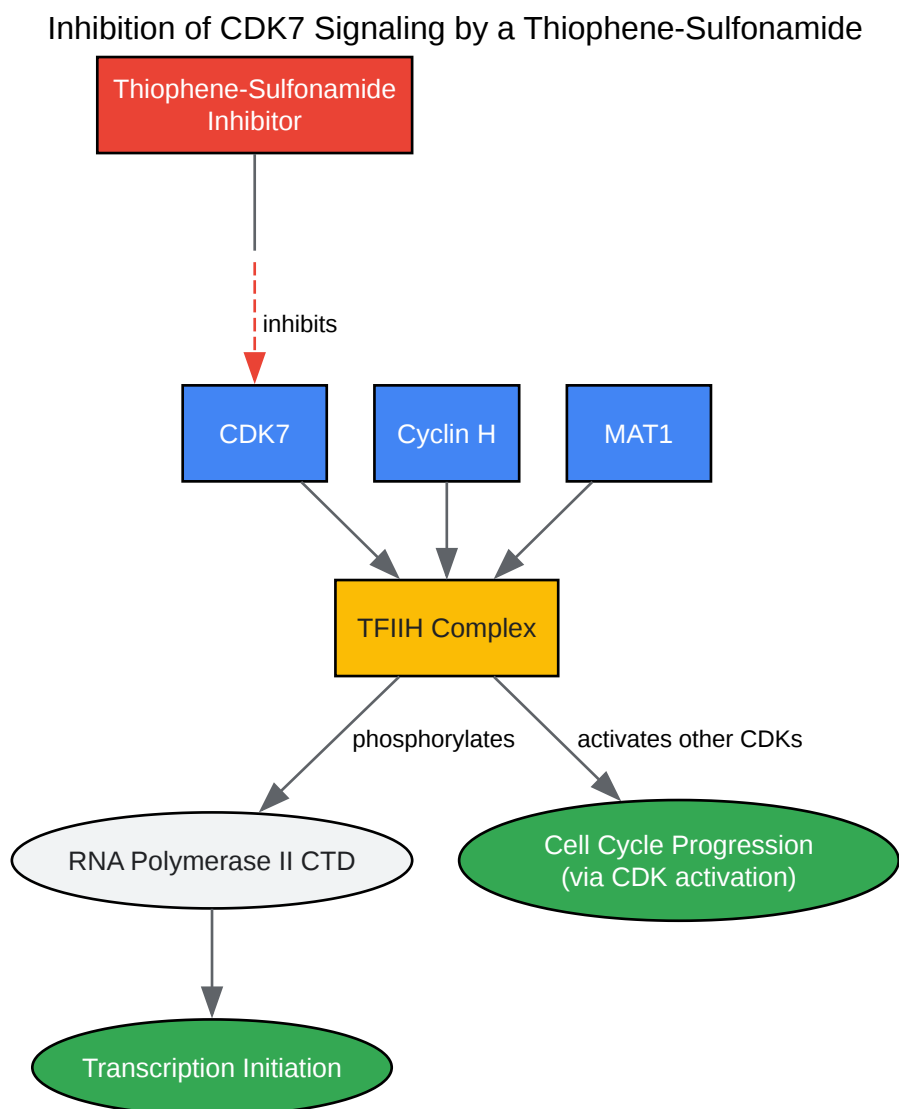 Inhibition of CDK7 Signaling by a Thiophene-Sulfonamide
Thiophene-Sulfonamide
Inhibitor
inhibits
CDK7
Cyclin H
MAT1
TFIIH Complex
phosphorylates
activates other CDKs
RNA Polymerase II CTD
Cell Cycle Progression
(via CDK activation)
Transcription Initiation